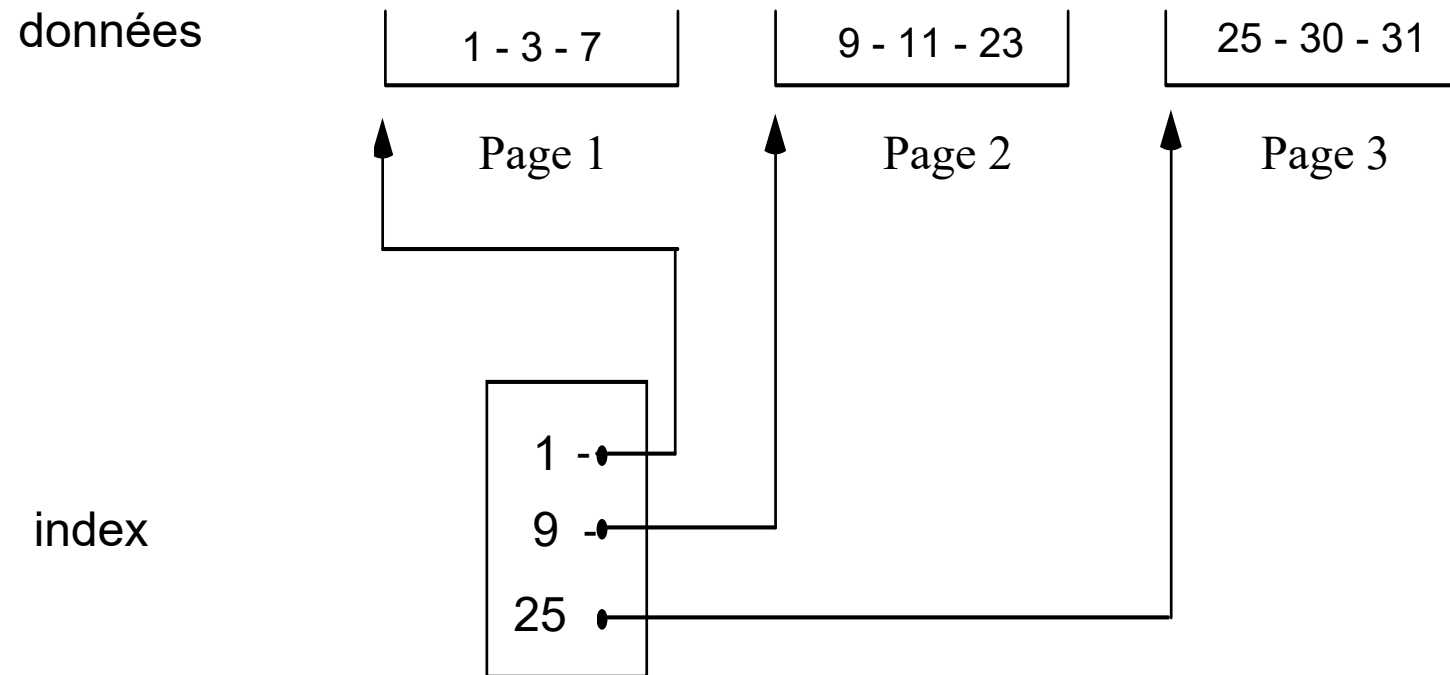 données
1 - 3 - 7
9 - 11 - 23
25 - 30 - 31
Page 1
Page 2
Page 3
1 -
9 -
25
index